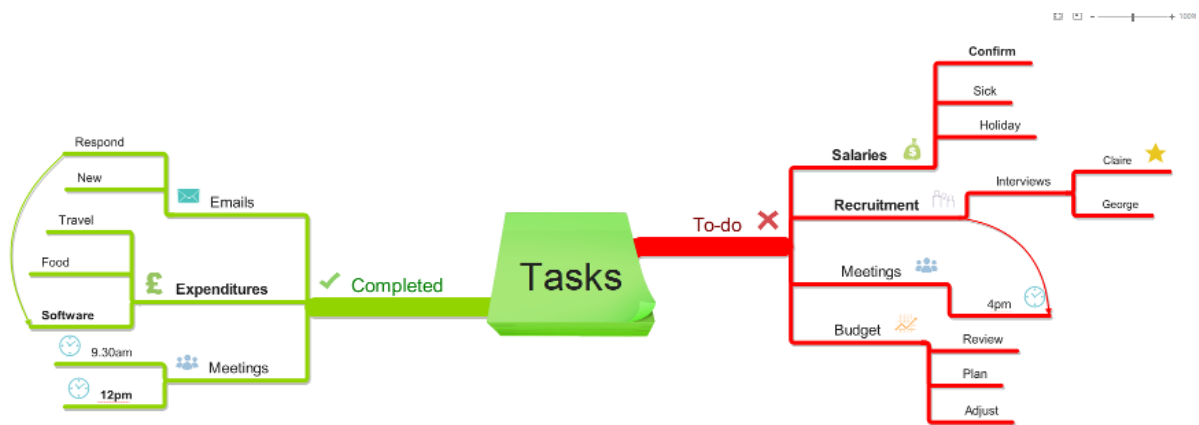 100%
Tasks
Completed
Emails
Respond
New
Expenditures
Travel
Food
Software
Meetings
9.30am
12pm
To-do
Salaries
Confirm
Sick
Holiday
Recruitment
Interviews
Claire
George
Meetings
4pm
Budget
Review
Plan
Adjust